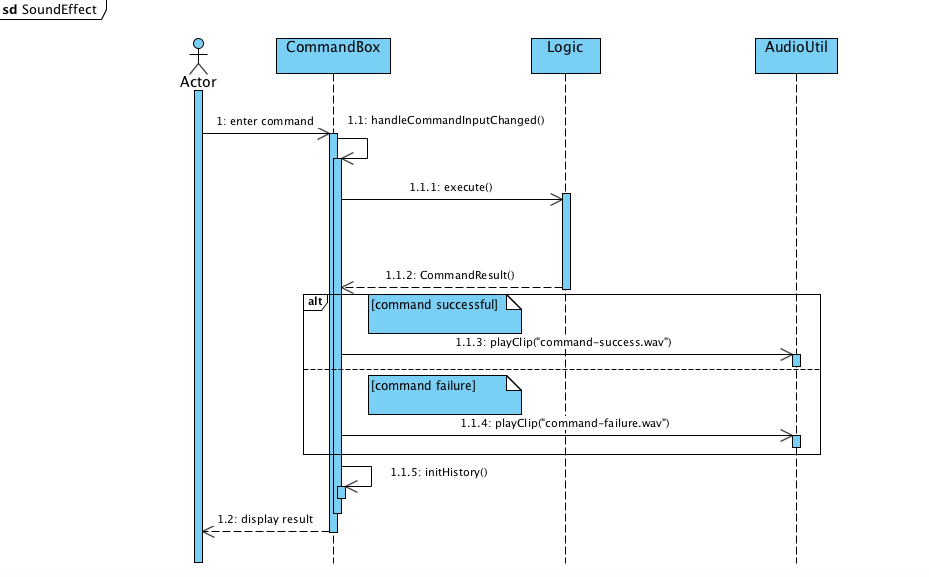 sd SoundEffect
CommandBox
Logic
AudioUtil
Actor
1: enter command
1.1: handleCommandInputChanged()
1.1.1: execute()
1.1.2: CommandResult()
alt
[command successful]
1.1.3: playClip("command-success.wav")
[command failure]
1.1.4: playClip("command-failure.wav")
1.1.5: initHistory()
1.2: display result